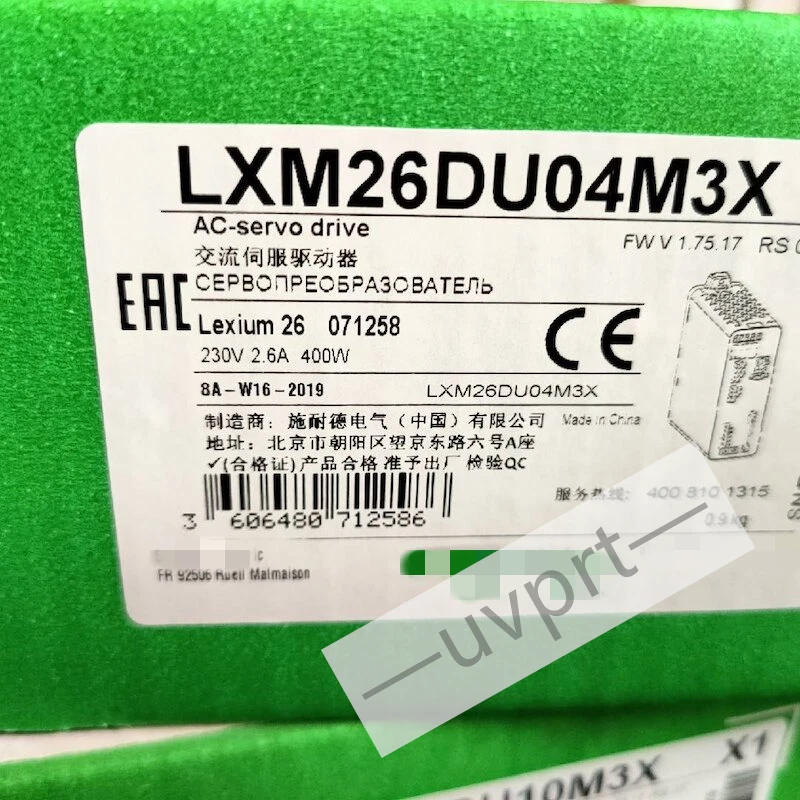 LXM26DU04M3X
AC-servo drive
交流伺服驱动器
СЕРВОПРЕОБРАЗОВАТЕЛЬ
FW V 1.75.17 RS
EAC
Lexium 26 071258
230V 2.6A 400W
CE
8A-W16-2019
LXM26DU04M3X
制造商: 施耐德电气（中国）有限公司
Made in China
地址: 北京市朝阳区望京东路六号A座
✓(合格证)产品合格 准予出厂 检验QC
服务热线: 400 810 1315
0.9 kg
3 606480 712586
FR 92506 Rueil Malmaison
—uvprt—
U10M3X X1